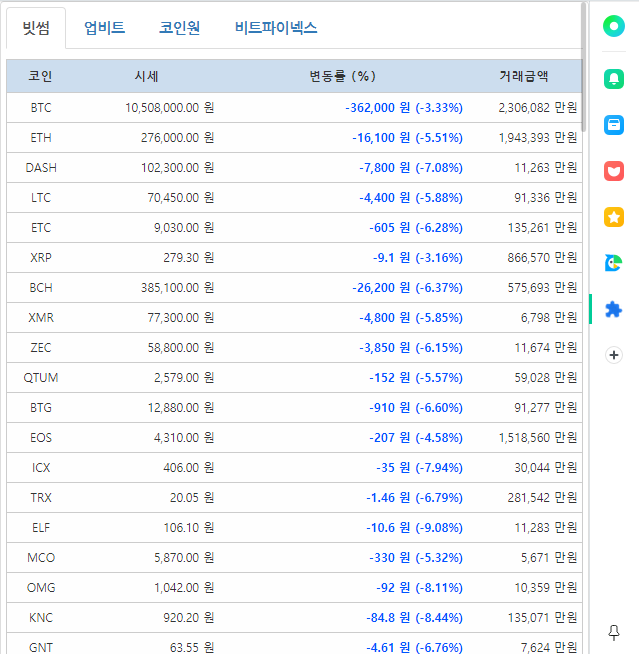 빗썸 업비트 코인원 비트파이넥스
코인 시세 변동률 (%) 거래금액
BTC 10,508,000.00 원 -362,000 원 (-3.33%) 2,306,082 만원
ETH 276,000.00 원 -16,100 원 (-5.51%) 1,943,393 만원
DASH 102,300.00 원 -7,800 원 (-7.08%) 11,263 만원
LTC 70,450.00 원 -4,400 원 (-5.88%) 91,336 만원
ETC 9,030.00 원 -605 원 (-6.28%) 135,261 만원
XRP 279.30 원 -9.1 원 (-3.16%) 866,570 만원
BCH 385,100.00 원 -26,200 원 (-6.37%) 575,693 만원
XMR 77,300.00 원 -4,800 원 (-5.85%) 6,798 만원
ZEC 58,800.00 원 -3,850 원 (-6.15%) 11,674 만원
QTUM 2,579.00 원 -152 원 (-5.57%) 59,028 만원
BTG 12,880.00 원 -910 원 (-6.60%) 91,277 만원
EOS 4,310.00 원 -207 원 (-4.58%) 1,518,560 만원
ICX 406.00 원 -35 원 (-7.94%) 30,044 만원
TRX 20.05 원 -1.46 원 (-6.79%) 281,542 만원
ELF 106.10 원 -10.6 원 (-9.08%) 11,283 만원
MCO 5,870.00 원 -330 원 (-5.32%) 5,671 만원
OMG 1,042.00 원 -92 원 (-8.11%) 10,359 만원
KNC 920.20 원 -84.8 원 (-8.44%) 135,071 만원
GNT 63.55 원 -4.61 원 (-6.76%) 7,624 만원